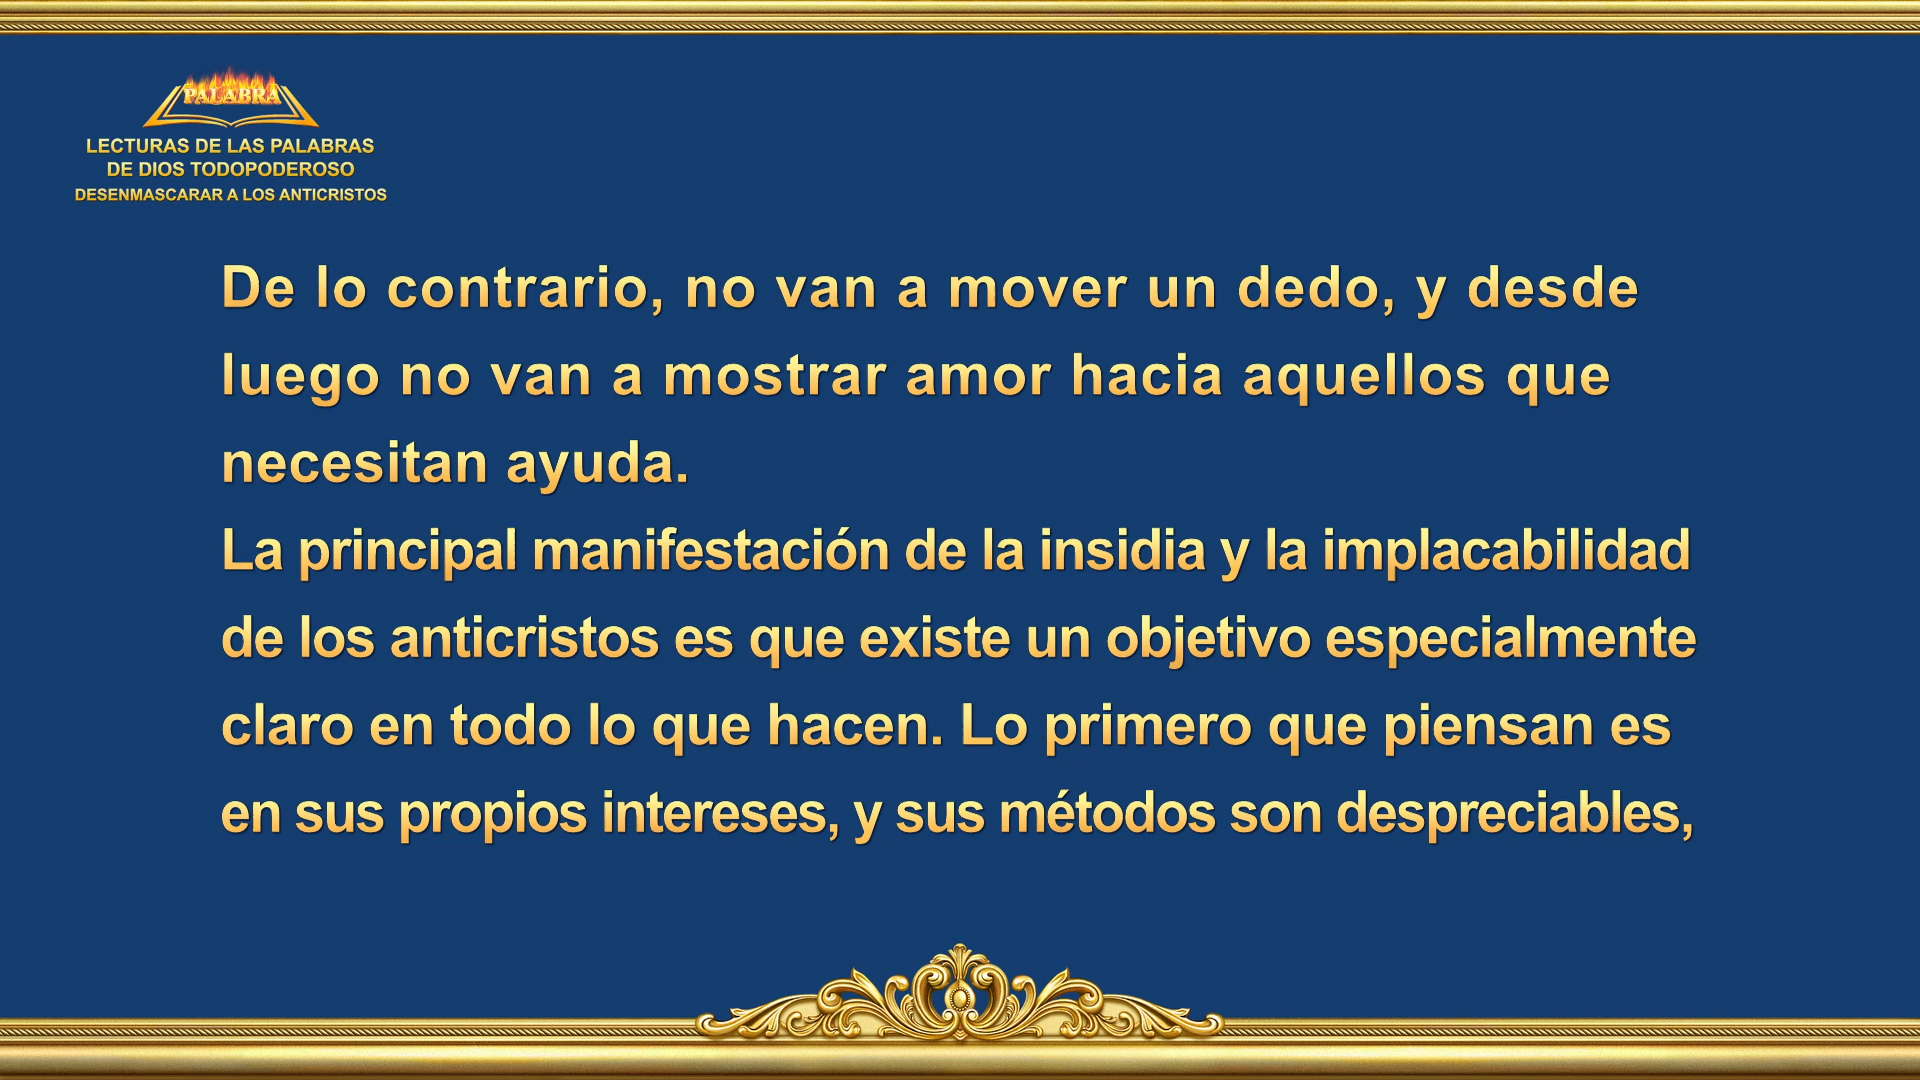 PALABRA
LECTURAS DE LAS PALABRAS
DE DIOS TODOPODEROSO
DESENMASCARAR A LOS ANTICRISTOS
De lo contrario, no van a mover un dedo, y desde
luego no van a mostrar amor hacia aquellos que
necesitan ayuda.
La principal manifestación de la insidia y la implacabilidad
de los anticristos es que existe un objetivo especialmente
claro en todo lo que hacen. Lo primero que piensan es
en sus propios intereses, y sus métodos son despreciables,